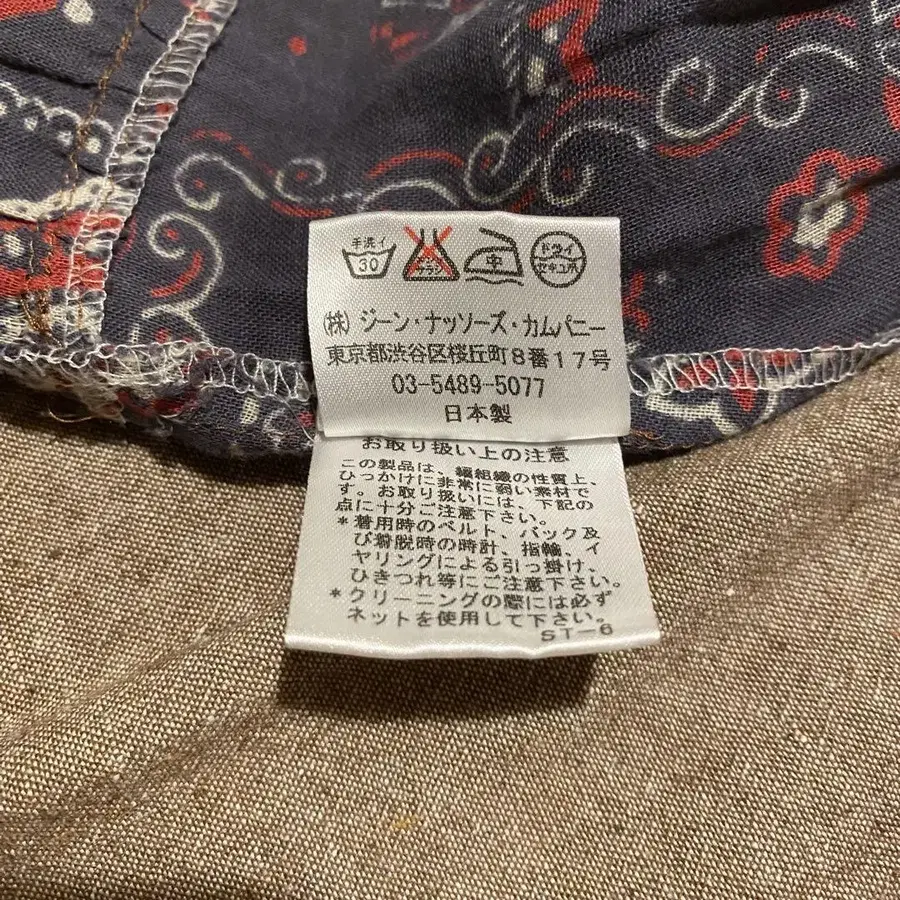 手洗イ
30
エンソ
サラシ
中
ドライ
セキユ系
(株)ジーン・ナッソーズ・カムパニー
東京都渋谷区桜丘町8番17号
03-5489-5077
日本製
お取り扱い上の注意
この製品は、編組織の性質上、
ひっかけに非常に弱い素材で
す。お取り扱いには、下記の
点に十分ご注意下さい。
*着用時のベルト、バック及
び着脱時の時計、指輪、イ
ヤリングによる引っ掛け、
ひきつれ等にご注意下さい。
*クリーニングの際には必ず
ネットを使用して下さい。
ST-6